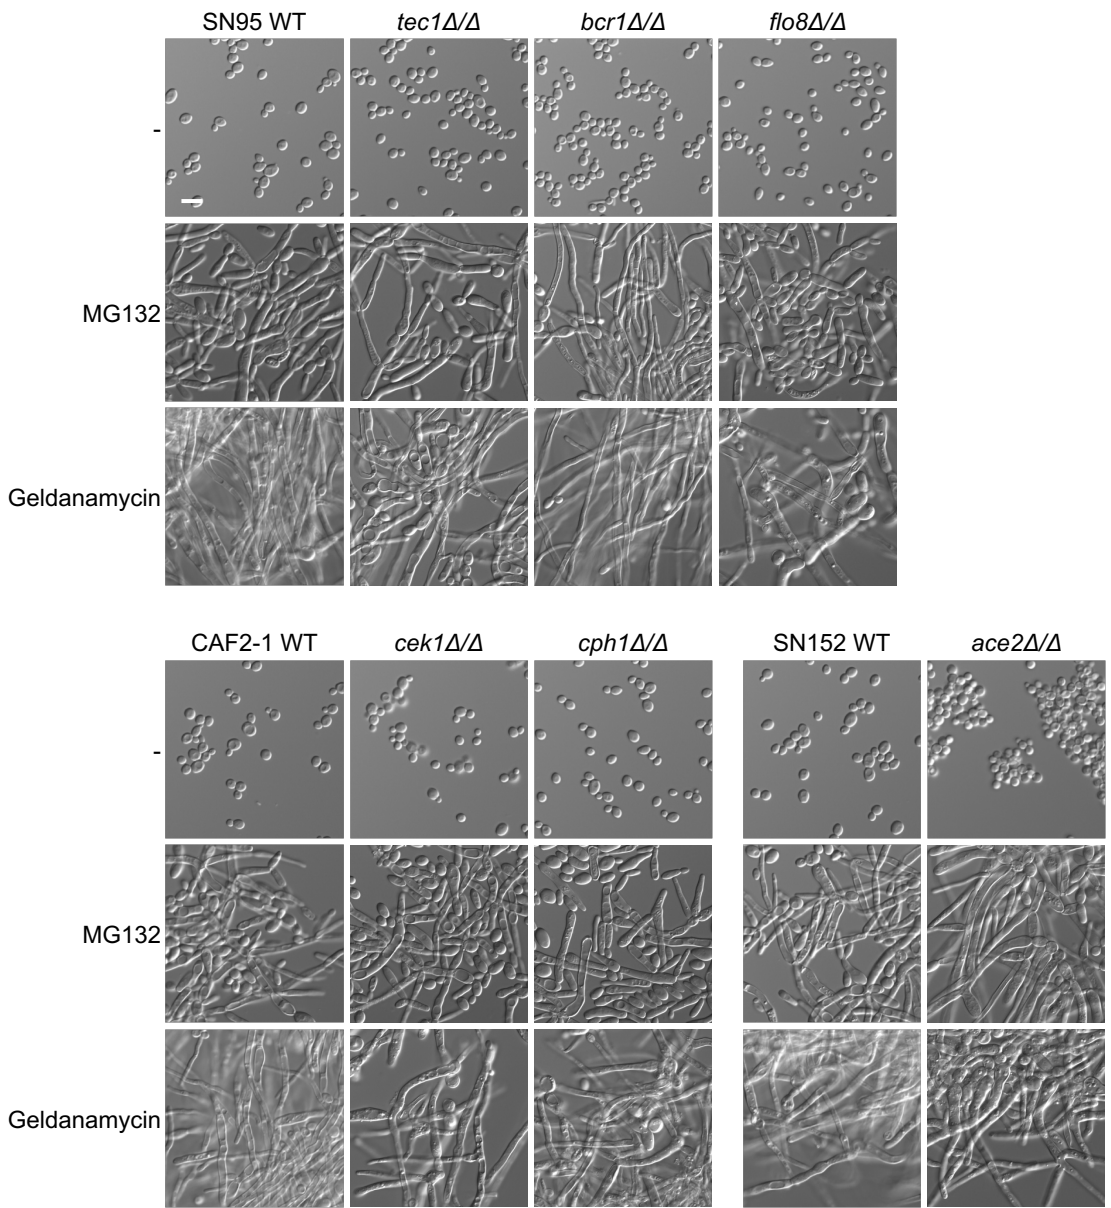 SN95 WT tec1Δ/Δ bcr1Δ/Δ flo8Δ/Δ
-
MG132
Geldanamycin
CAF2-1 WT cek1Δ/Δ cph1Δ/Δ SN152 WT ace2Δ/Δ
-
MG132
Geldanamycin